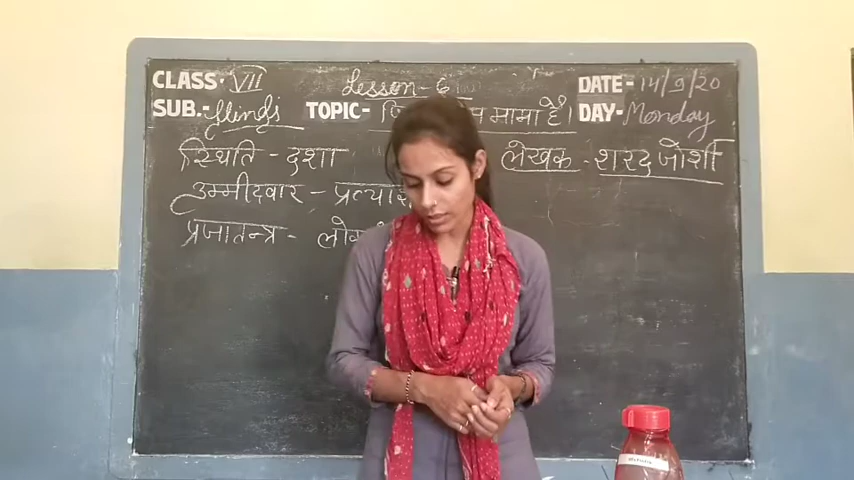 CLASS- VII Lesson - 6 DATE - 14/9/20
SUB.- Hindi TOPIC- मामा है। DAY- Monday
स्थिति - दशा लेखक - शरद जोशी
उम्मीदवार -
प्रजातन्त्र -